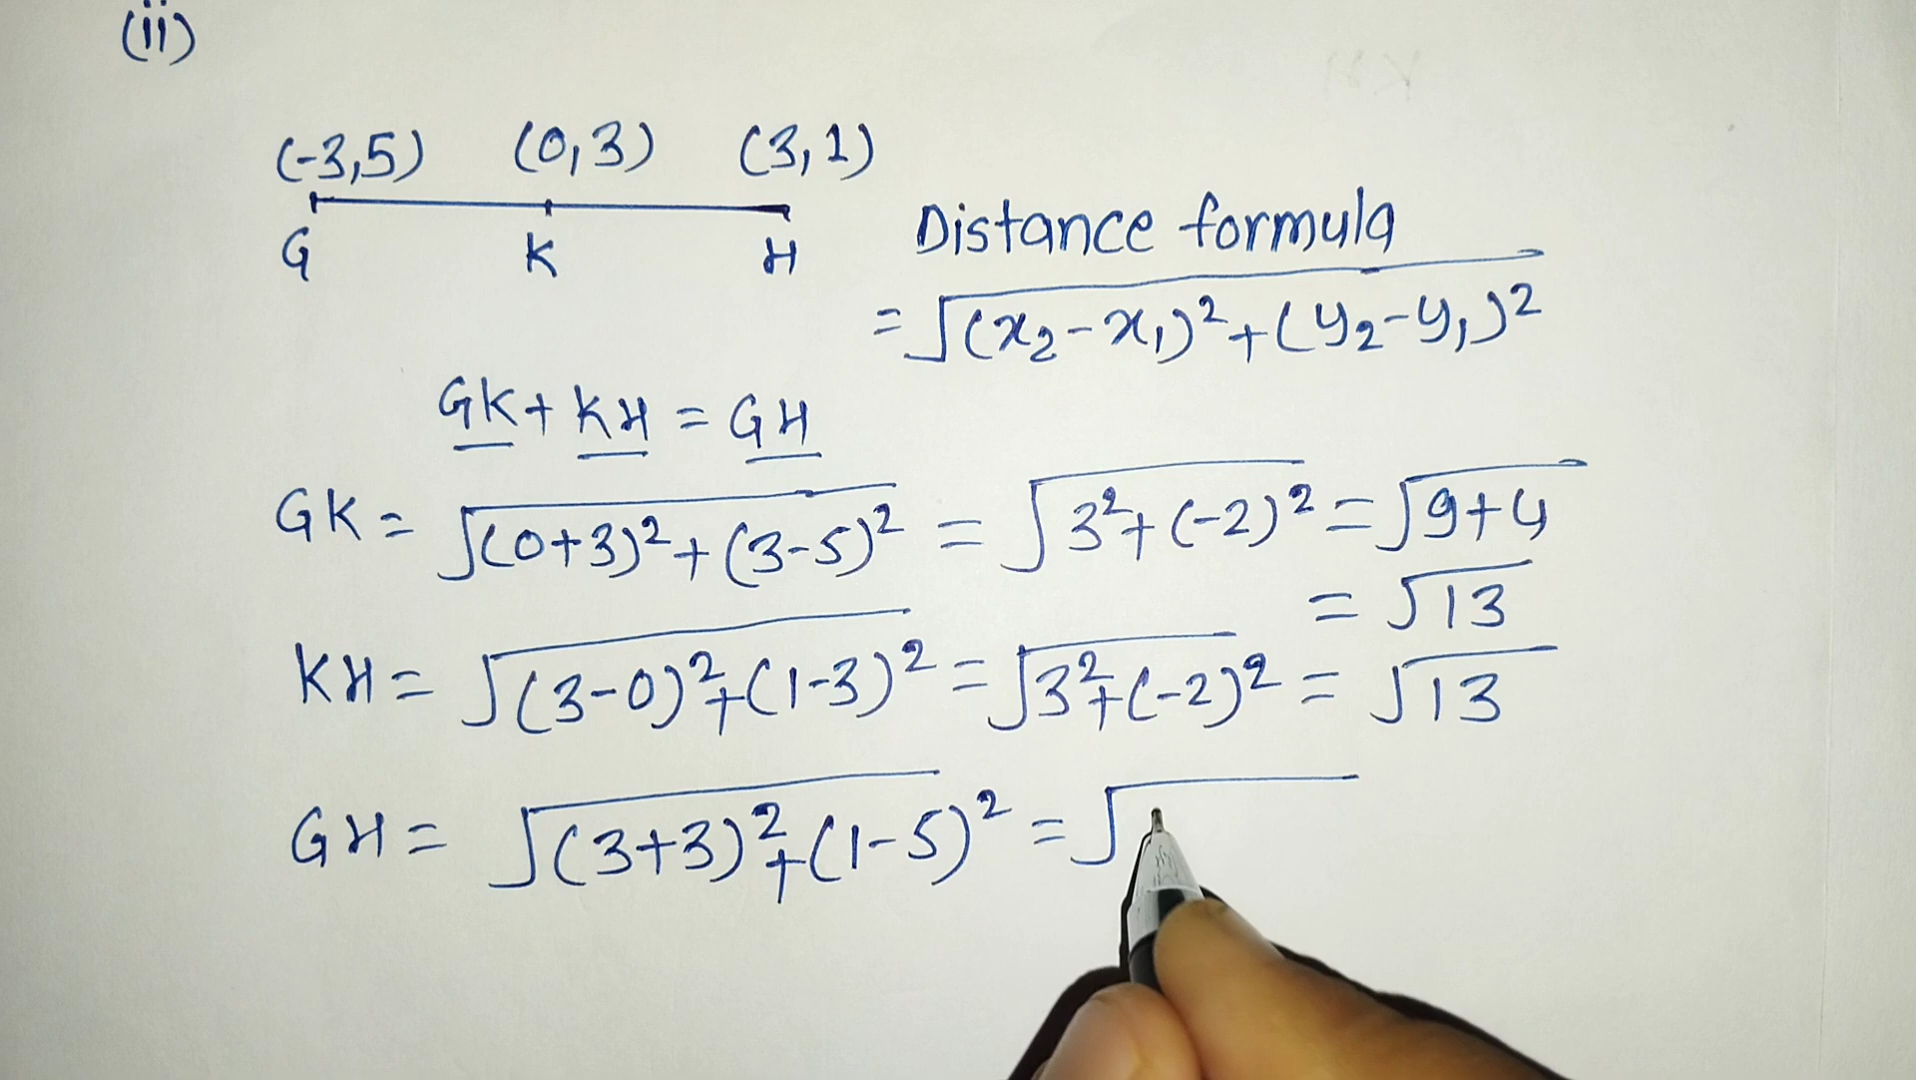 (ii)
(-3,5) (0,3) (3,1)
G K H
Distance formula
= √(x₂-x₁)²+(y₂-y₁)²
GK+KH = GH
GK = √(0+3)²+(3-5)² = √3²+(-2)² = √9+4
= √13
KH = √(3-0)²+(1-3)² = √3²+(-2)² = √13
GH = √(3+3)²+(1-5)² = √